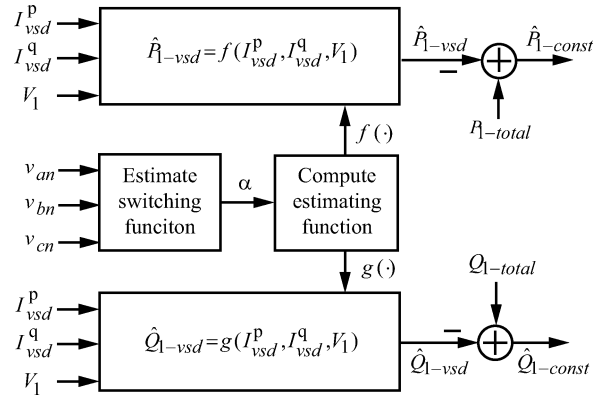 I^p_vsd
I^q_vsd
V_1
P̂_1−vsd = f(I^p_vsd, I^q_vsd, V_1)
P̂_1−vsd
−
+
P̂_1−const
P_1−total
f(·)
v_an
v_bn
v_cn
Estimate
switching
funciton
α
Compute
estimating
function
g(·)
Q_1−total
I^p_vsd
I^q_vsd
V_1
Q̂_1−vsd = g(I^p_vsd, I^q_vsd, V_1)
−
+
Q̂_1−vsd
Q̂_1−const